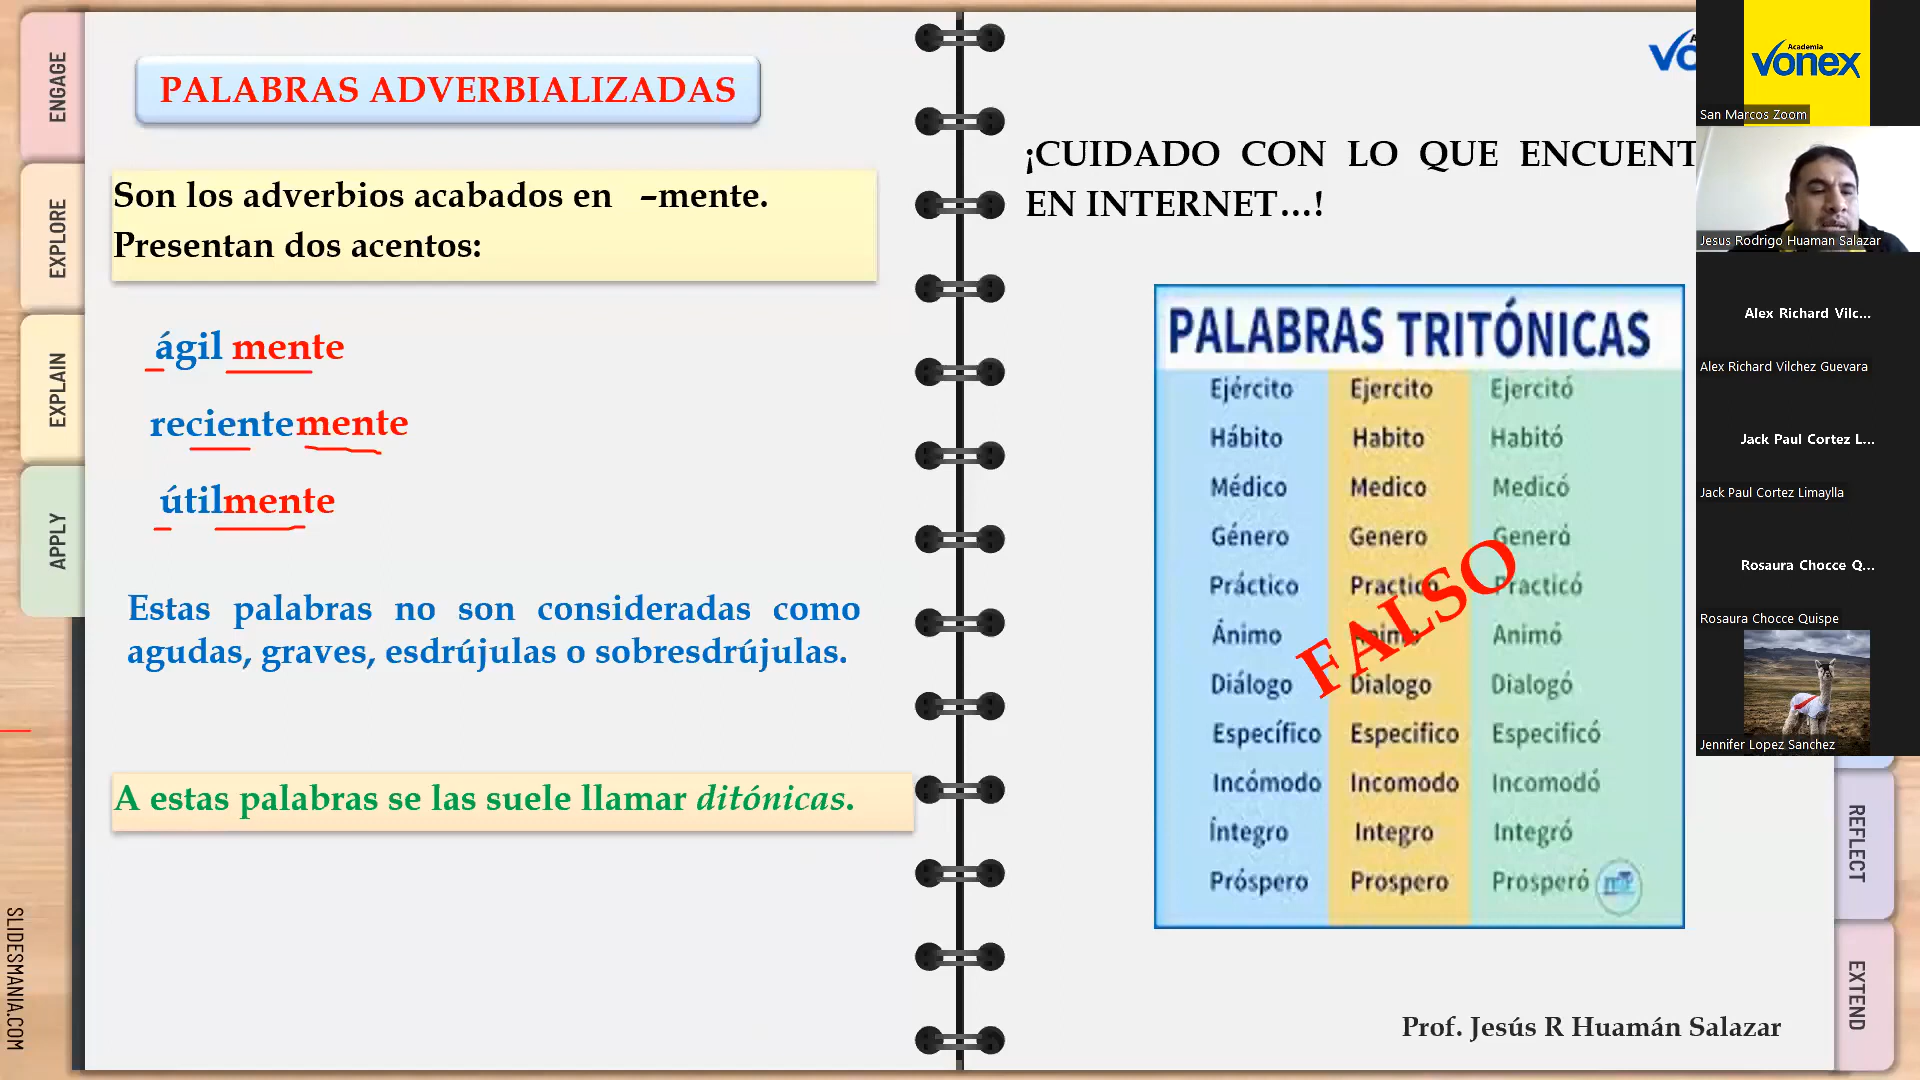 ENGAGE
EXPLORE
EXPLAIN
APPLY
SLIDESMANIA.COM
PALABRAS ADVERBIALIZADAS
Son los adverbios acabados en –mente.
Presentan dos acentos:
ágil mente
recientemente
útilmente
Estas palabras no son consideradas como
agudas, graves, esdrújulas o sobresdrújulas.
A estas palabras se las suele llamar ditónicas.
¡CUIDADO CON LO QUE ENCUENT
EN INTERNET...!
PALABRAS TRITÓNICAS
Ejército Ejercito Ejercitó
Hábito Habito Habitó
Médico Medico Medicó
Género Genero Generó
Práctico Practico Practicó
Ánimo Animo Animó
Diálogo Dialogo Dialogó
Específico Especifico Especificó
Incómodo Incomodo Incomodó
Íntegro Integro Integró
Próspero Prospero Prosperó
FALSO
Prof. Jesús R Huamán Salazar
REFLECT
EXTEND
Academia
Vonex
San Marcos Zoom
Jesus Rodrigo Huaman Salazar
Alex Richard Vilc...
Alex Richard Vilchez Guevara
Jack Paul Cortez L...
Jack Paul Cortez Limaylla
Rosaura Chocce Q...
Rosaura Chocce Quispe
Jennifer Lopez Sanchez